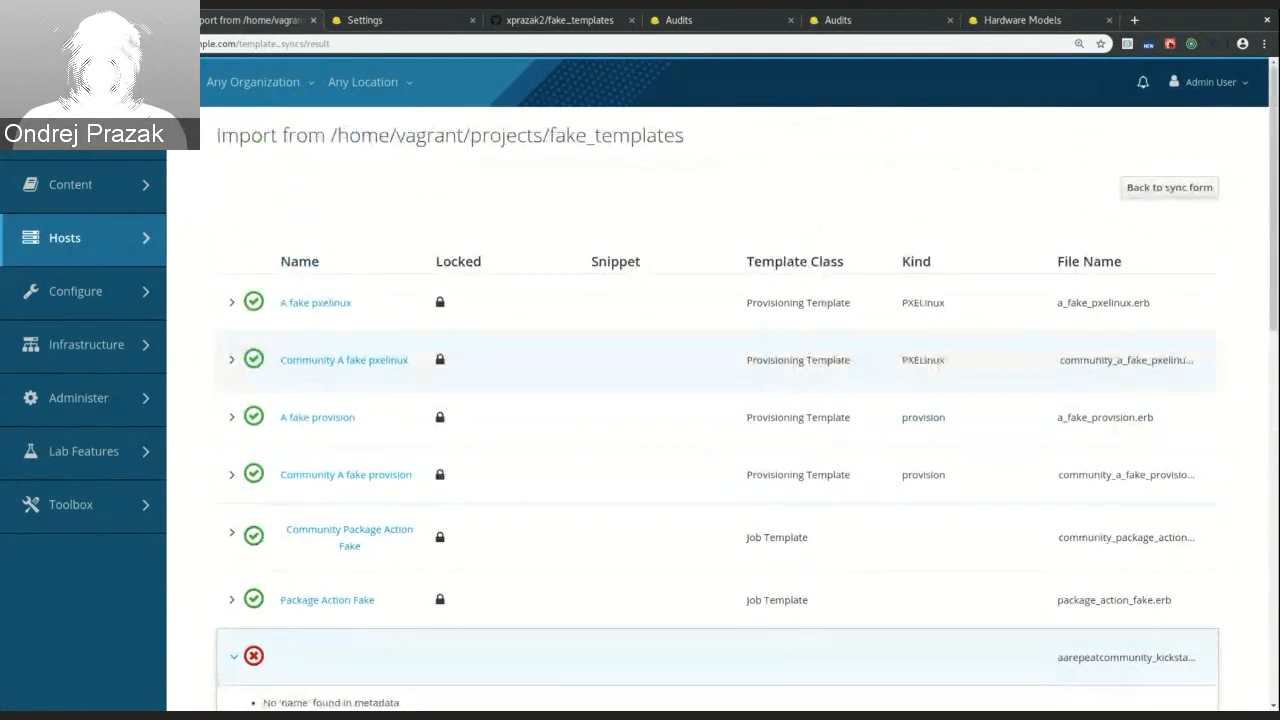 port from /home/vagran
Settings
xprazak2/fake_templates
Audits
Audits
Hardware Models
ple.com/template_syncs/result
Any Organization
Any Location
Admin User
Ondrej Prazak
Import from /home/vagrant/projects/fake_templates
Content
Hosts
Configure
Infrastructure
Administer
Lab Features
Toolbox
Back to sync form
Name Locked Snippet Template Class Kind File Name
A fake pxelinux Provisioning Template PXELinux a_fake_pxelinux.erb
Community A fake pxelinux Provisioning Template PXELinux community_a_fake_pxelinu...
A fake provision Provisioning Template provision a_fake_provision.erb
Community A fake provision Provisioning Template provision community_a_fake_provisio...
Community Package Action
Fake
Job Template community_package_action...
Package Action Fake Job Template package_action_fake.erb
aarepeatcommunity_kicksta...
• No 'name' found in metadata